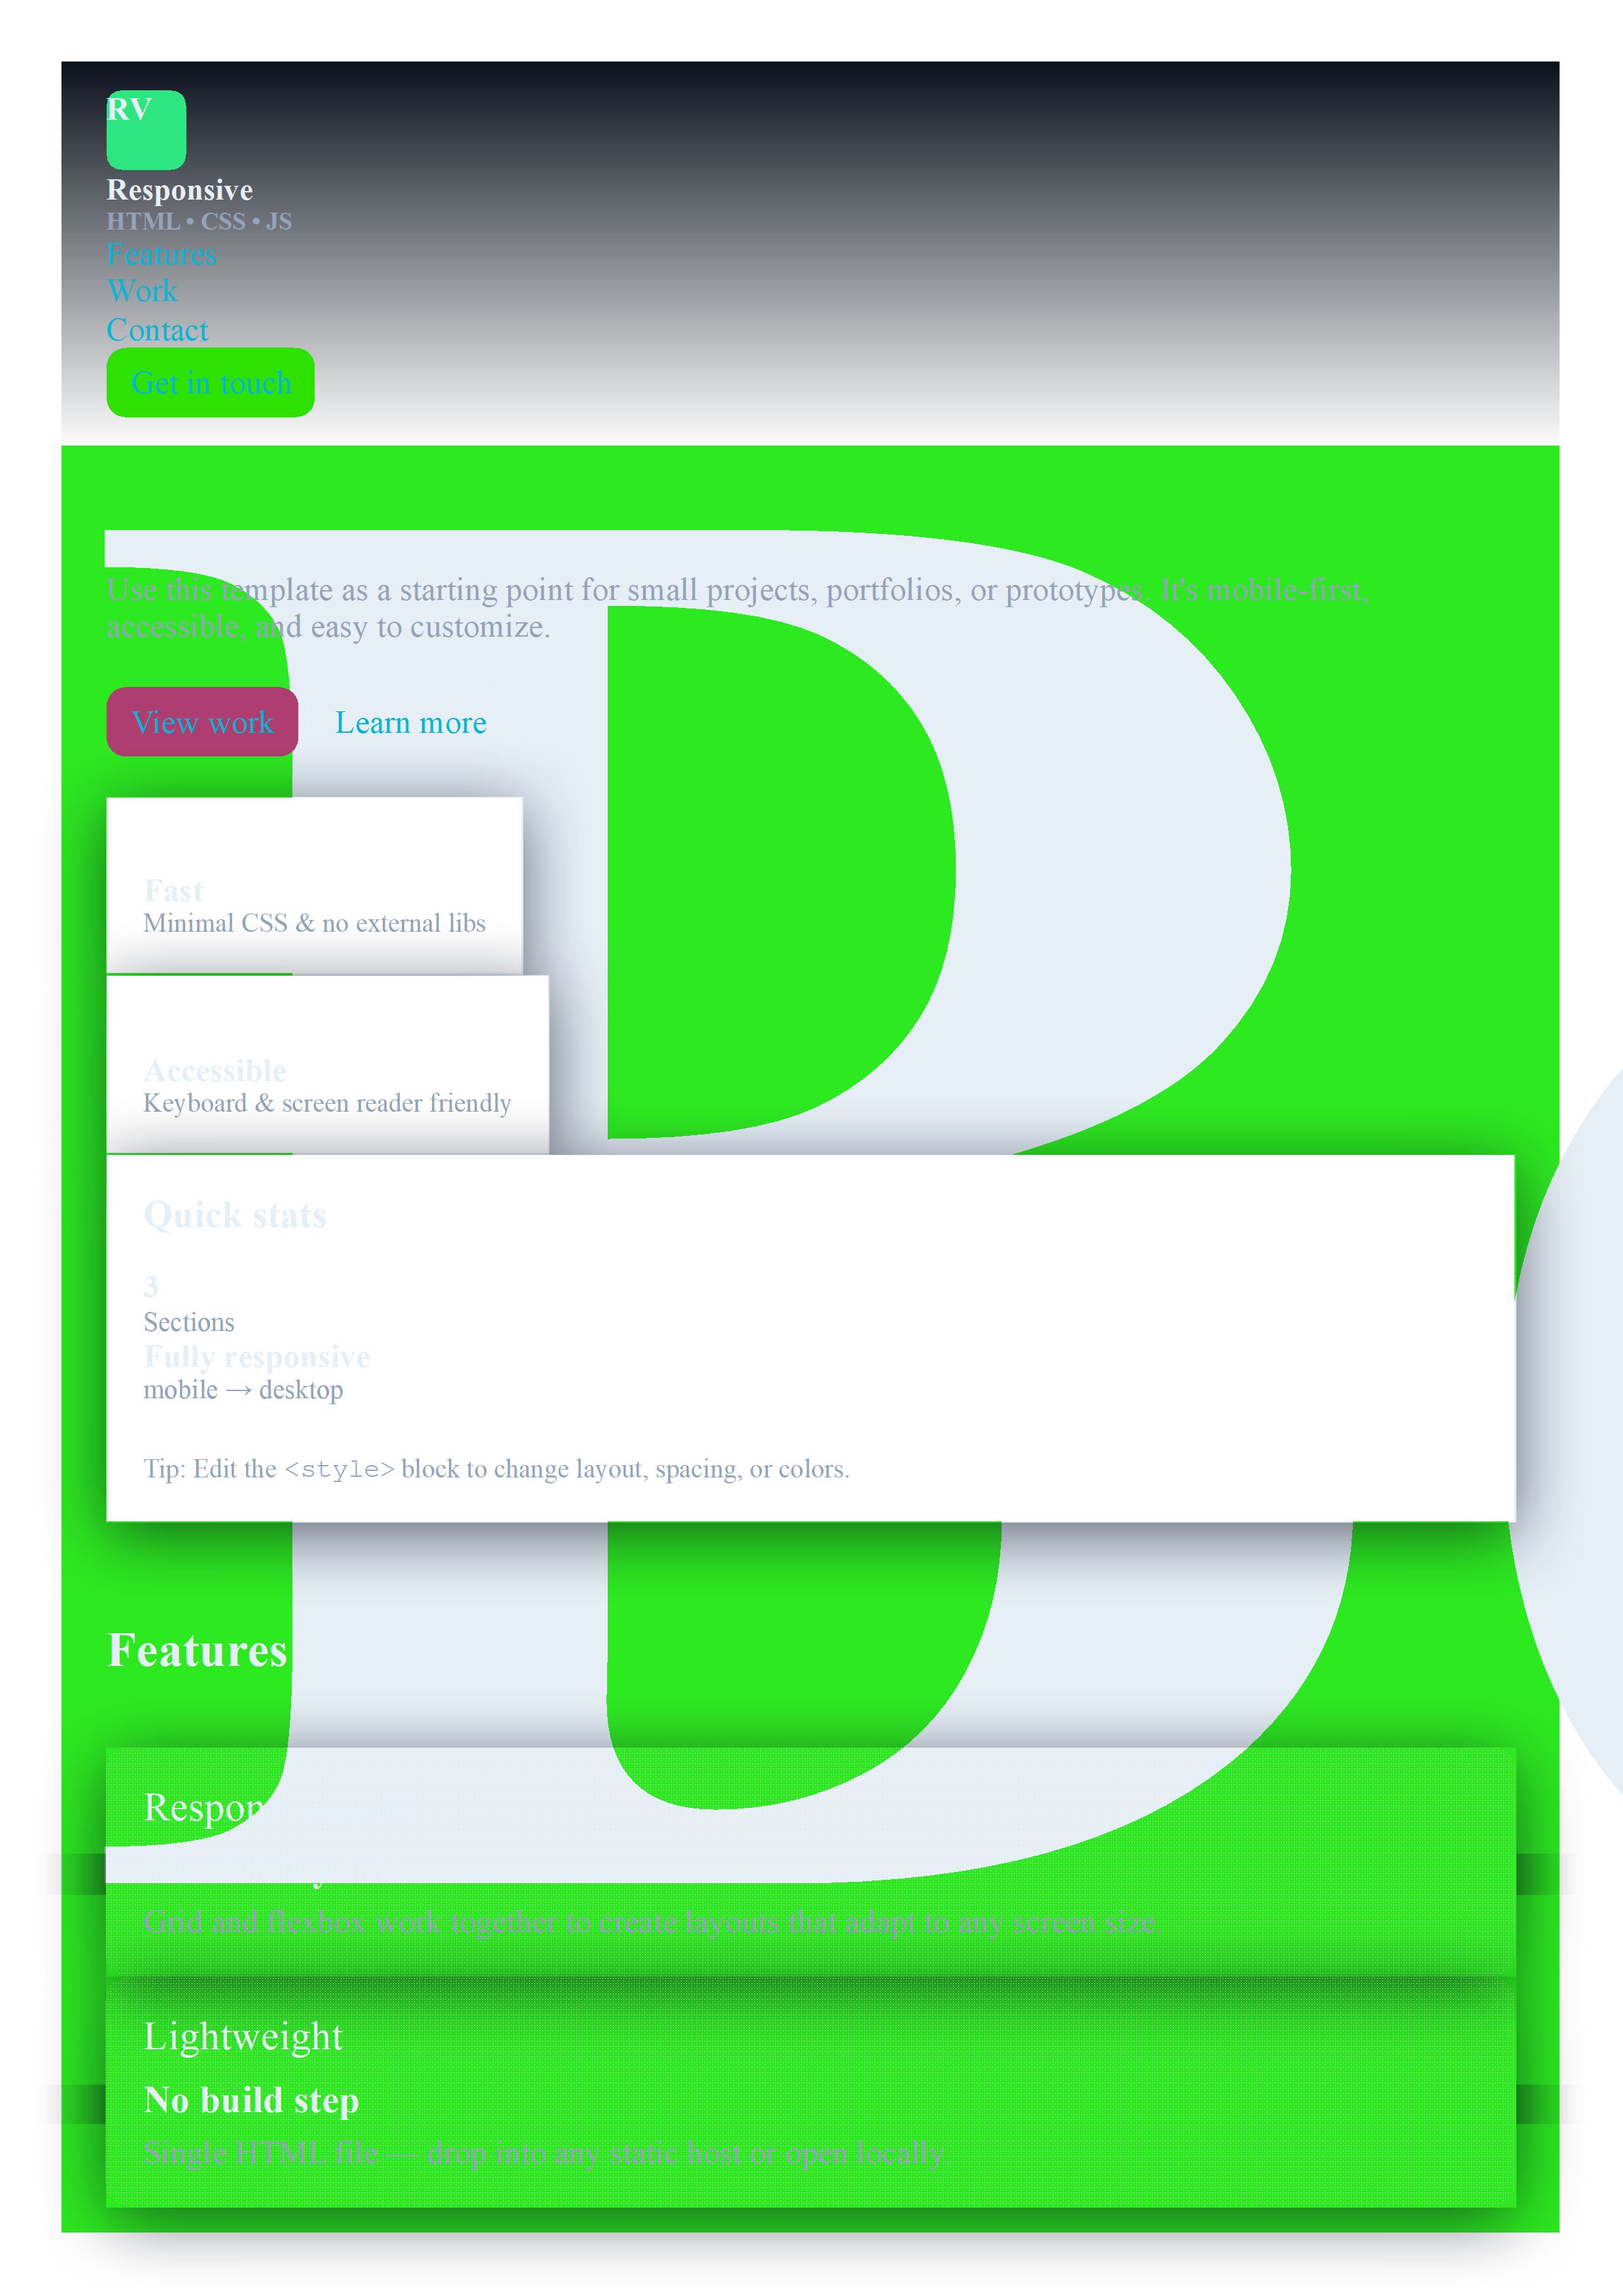 RV
Responsive
HTML • CSS • JS
Features
Work
Contact
Get in touch
B
Use this template as a starting point for small projects, portfolios, or prototypes. It's mobile-first,
accessible, and easy to customize.
View work
Learn more
Fast
Minimal CSS & no external libs
Accessible
Keyboard & screen reader friendly
Quick stats
3
Sections
Fully responsive
mobile → desktop
Tip: Edit the <style> block to change layout, spacing, or colors.
Features
Respon
Grid and flexbox work together to create layouts that adapt to any screen size.
Lightweight
No build step
Single HTML file — drop into any static host or open locally.